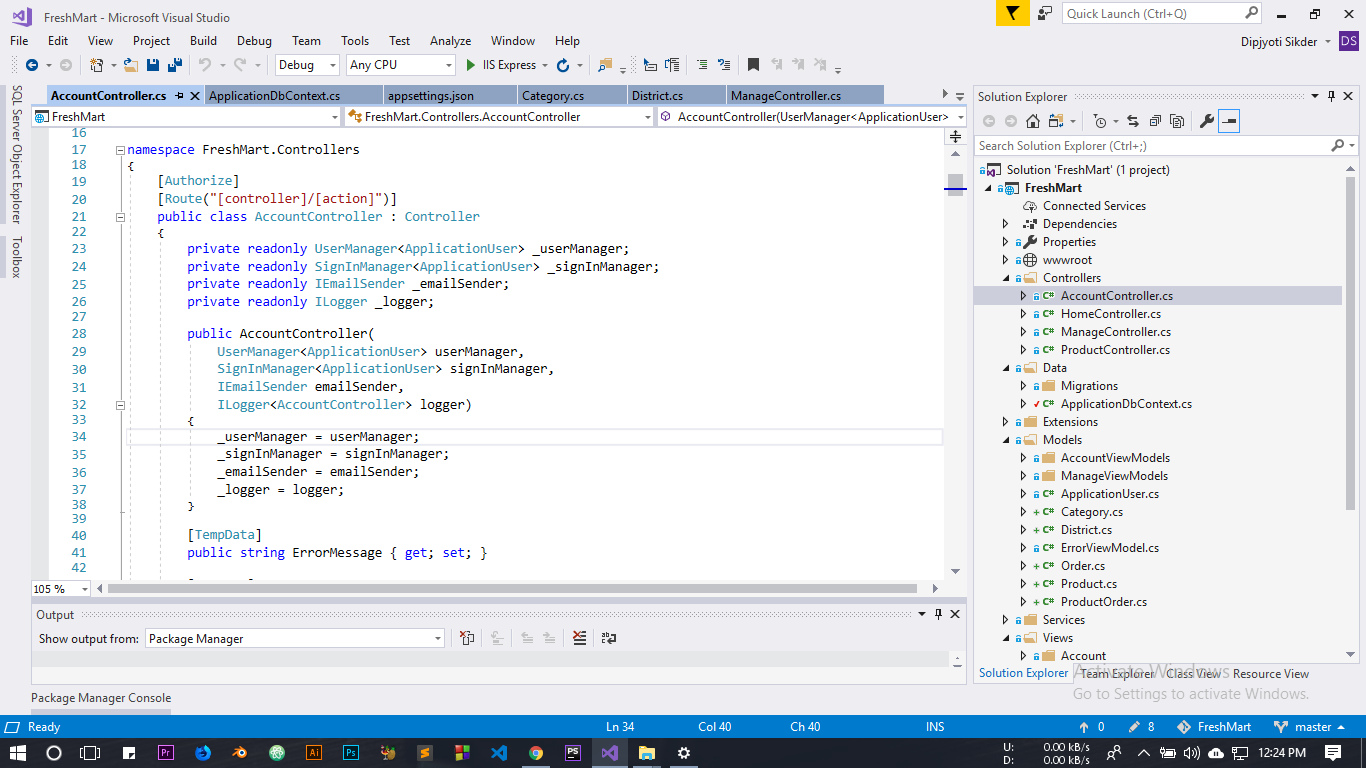 FreshMart - Microsoft Visual Studio
Quick Launch (Ctrl+Q)
File Edit View Project Build Debug Team Tools Test Analyze Window Help
Dipjyoti Sikder DS
Debug Any CPU IIS Express
SQL Server Object Explorer
Toolbox
AccountController.cs ApplicationDbContext.cs appsettings.json Category.cs District.cs ManageController.cs
FreshMart FreshMart.Controllers.AccountController AccountController(UserManager<ApplicationUser>
16
17 namespace FreshMart.Controllers
18 {
19 [Authorize]
20 [Route("[controller]/[action]")]
21 public class AccountController : Controller
22 {
23 private readonly UserManager<ApplicationUser> _userManager;
24 private readonly SignInManager<ApplicationUser> _signInManager;
25 private readonly IEmailSender _emailSender;
26 private readonly ILogger _logger;
27
28 public AccountController(
29 UserManager<ApplicationUser> userManager,
30 SignInManager<ApplicationUser> signInManager,
31 IEmailSender emailSender,
32 ILogger<AccountController> logger)
33 {
34 _userManager = userManager;
35 _signInManager = signInManager;
36 _emailSender = emailSender;
37 _logger = logger;
38 }
39
40 [TempData]
41 public string ErrorMessage { get; set; }
42
105 %
Output
Show output from: Package Manager
Package Manager Console
Solution Explorer
Search Solution Explorer (Ctrl+;)
Solution 'FreshMart' (1 project)
FreshMart
Connected Services
Dependencies
Properties
wwwroot
Controllers
C# AccountController.cs
C# HomeController.cs
C# ManageController.cs
C# ProductController.cs
Data
Migrations
C# ApplicationDbContext.cs
Extensions
Models
AccountViewModels
ManageViewModels
C# ApplicationUser.cs
C# Category.cs
C# District.cs
C# ErrorViewModel.cs
C# Order.cs
C# Product.cs
C# ProductOrder.cs
Services
Views
Account
Solution Explorer Team Explorer Class View Resource View
Activate Windows
Go to Settings to activate Windows.
Ready Ln 34 Col 40 Ch 40 INS 0 8 FreshMart master
Pr Ai Ps PS
U: 0.00 kB/s
D: 0.00 kB/s
12:24 PM